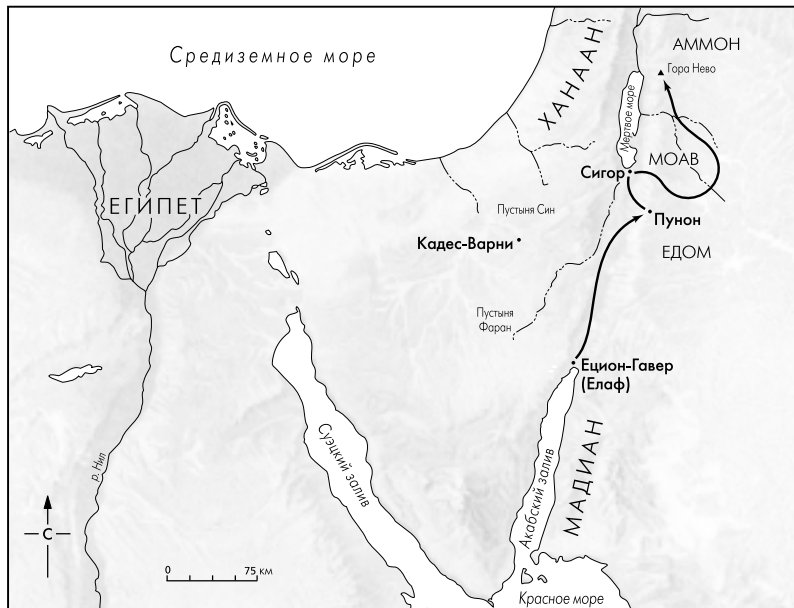 Средиземное море
ХАНААН
АММОН
Гора Нево
Мертвое море
МОАВ
Сигор
ЕГИПЕТ
Пустыня Син
Пунон
Кадес-Варни
ЕДОМ
Пустыня
Фаран
Ецион-Гавер
(Елаф)
Суэцкий залив
МАДИАН
Акабский залив
р. Нил
С
0 75 км
Красное море